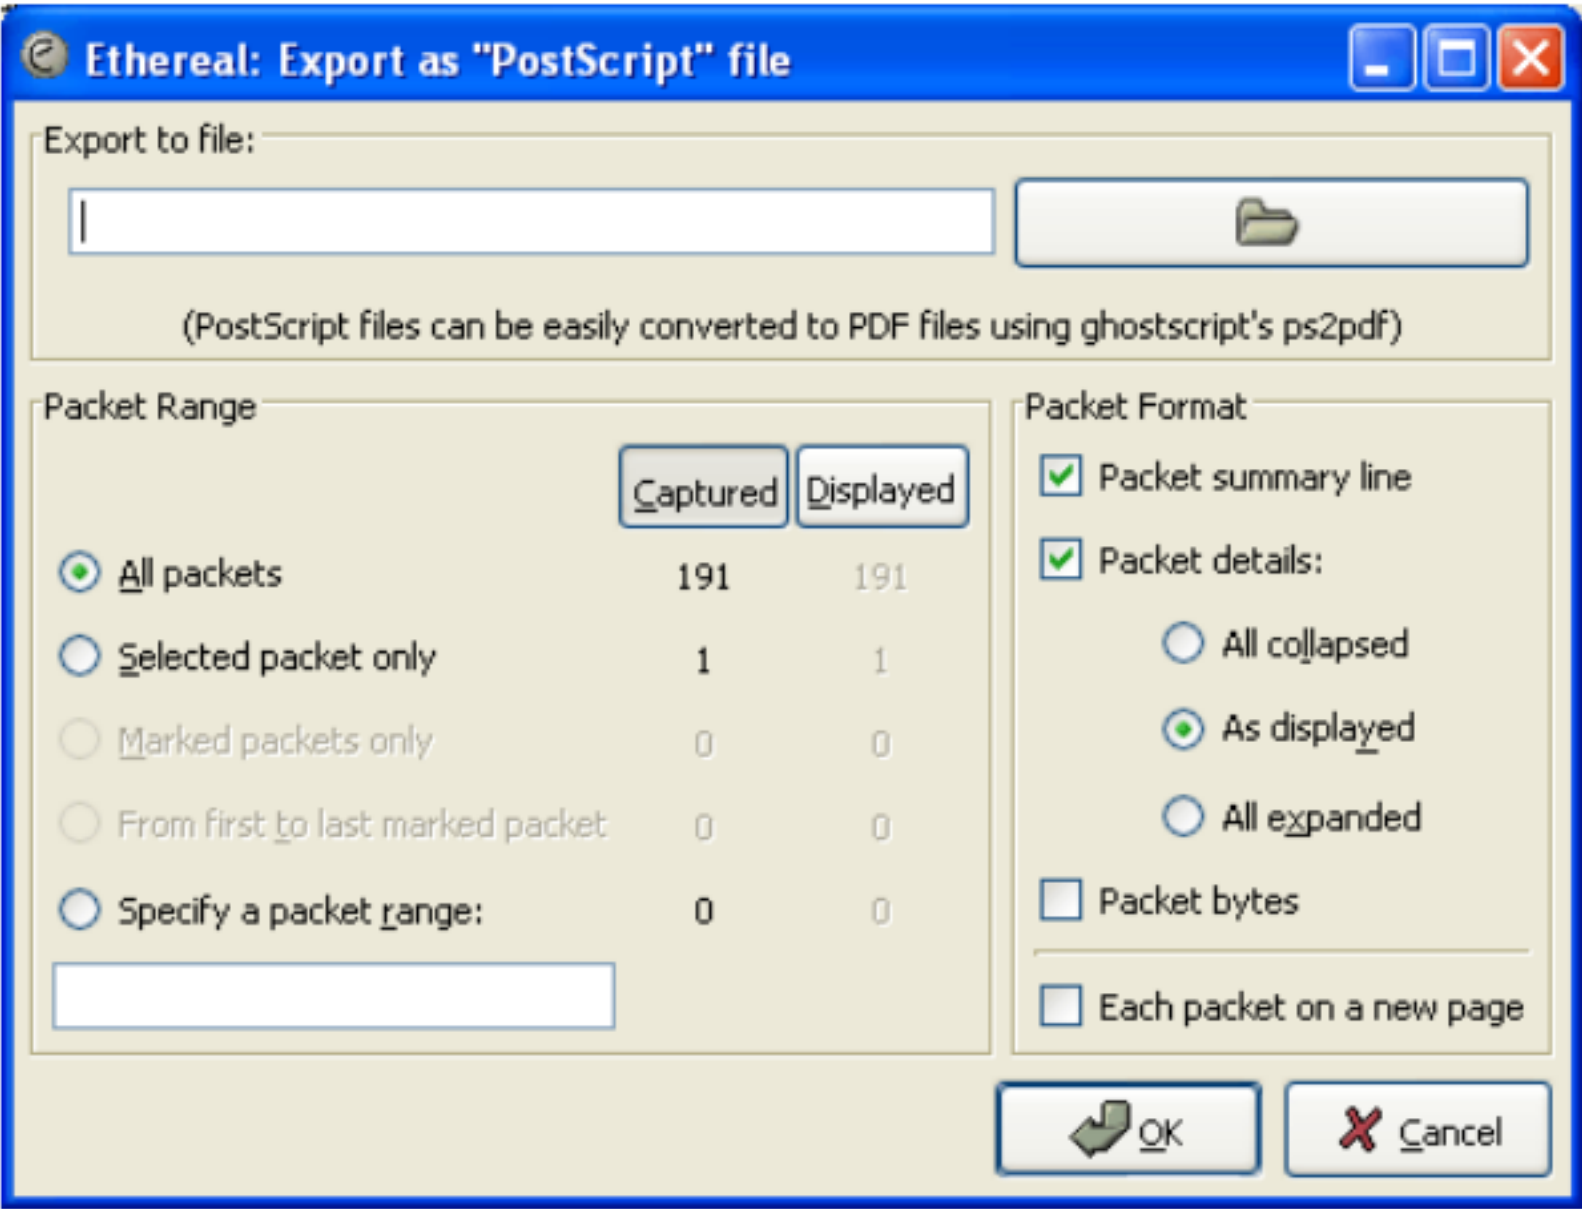 Ethereal: Export as "PostScript" file
Export to file:
(PostScript files can be easily converted to PDF files using ghostscript's ps2pdf)
Packet Range
Captured Displayed
All packets 191 191
Selected packet only 1 1
Marked packets only 0 0
From first to last marked packet 0 0
Specify a packet range: 0 0
Packet Format
Packet summary line
Packet details:
All collapsed
As displayed
All expanded
Packet bytes
Each packet on a new page
OK Cancel